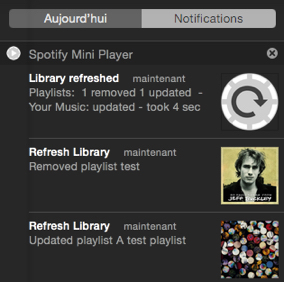 Aujourd'hui Notifications
Spotify Mini Player
Library refreshed maintenant
Playlists:  1 removed 1 updated  -
Your Music: updated - took 4 sec
Refresh Library maintenant
Removed playlist test
JEFF BUCKLEY
Refresh Library maintenant
Updated playlist A test playlist